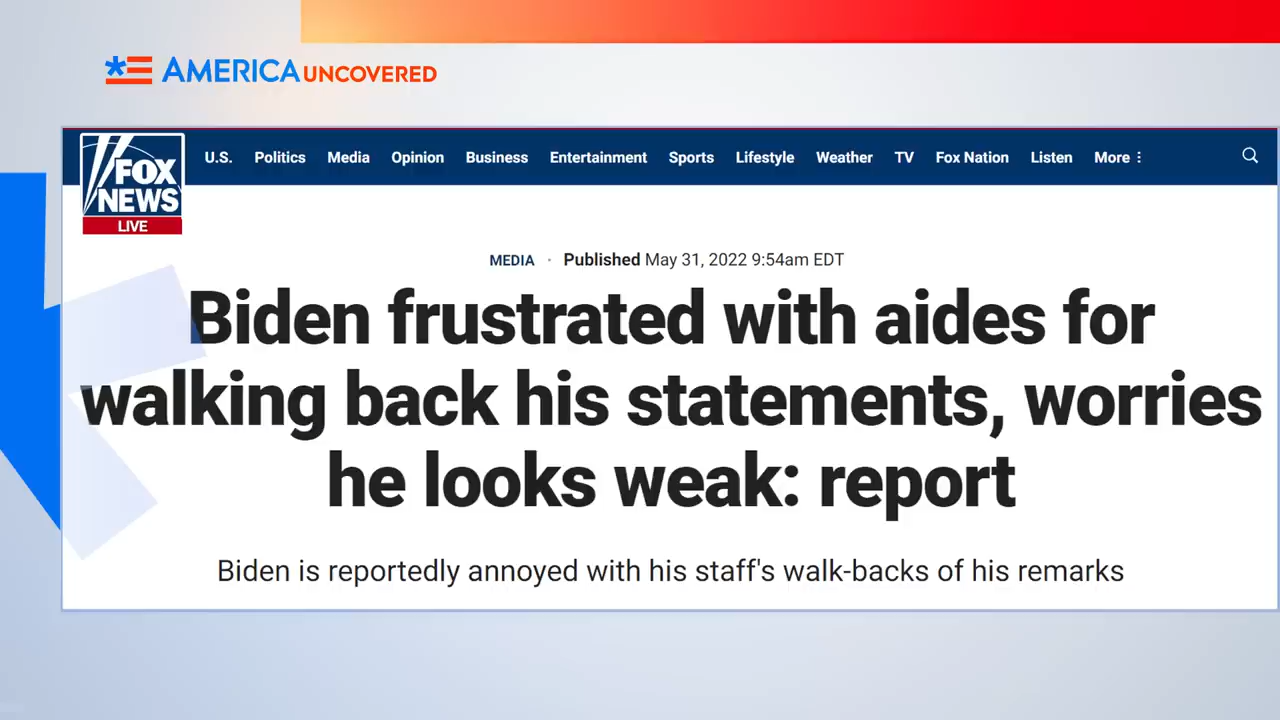 AMERICA UNCOVERED
FOX NEWS LIVE
U.S. Politics Media Opinion Business Entertainment Sports Lifestyle Weather TV Fox Nation Listen More
MEDIA · Published May 31, 2022 9:54am EDT
Biden frustrated with aides for
walking back his statements, worries
he looks weak: report
Biden is reportedly annoyed with his staff's walk-backs of his remarks